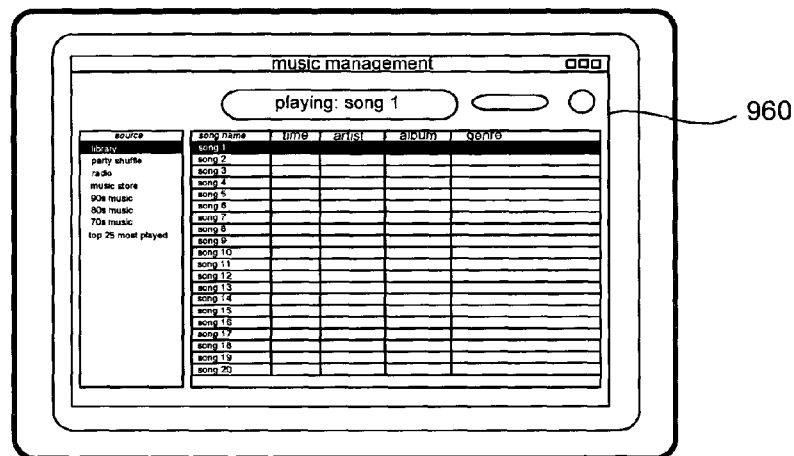 music management
playing: song 1
960
source
library
party shuffle
radio
music store
90s music
80s music
70s music
top 25 most played
song name time artist album genre
song 1
song 2
song 3
song 4
song 5
song 6
song 7
song 8
song 9
song 10
song 11
song 12
song 13
song 14
song 15
song 16
song 17
song 18
song 19
song 20